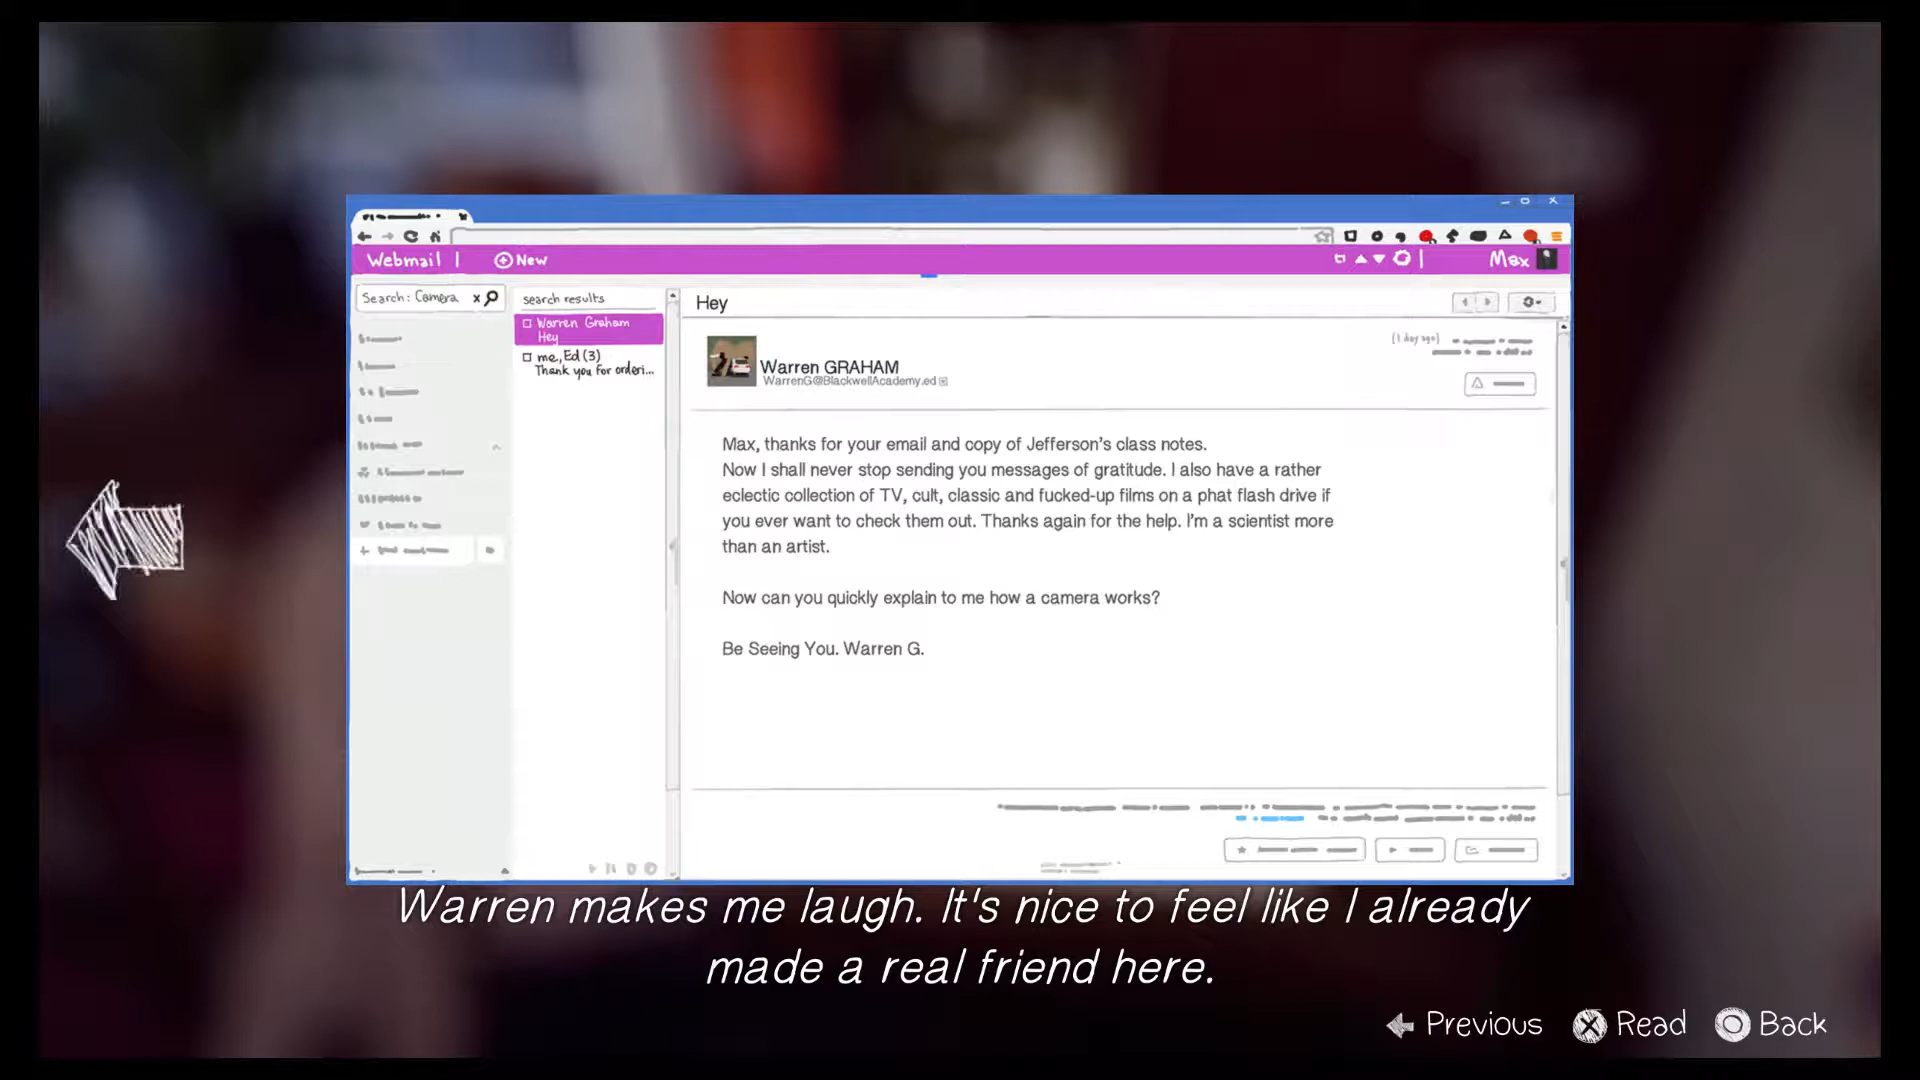 Webmail |
New
Max
Search: Camera x
search results
Warren Graham
Hey
me, Ed (3)
Thank you for orderi...
Hey
(1 day ago)
Warren GRAHAM
WarrenG@BlackwellAcademy.ed
Max, thanks for your email and copy of Jefferson's class notes.
Now I shall never stop sending you messages of gratitude. I also have a rather
eclectic collection of TV, cult, classic and fucked-up films on a phat flash drive if
you ever want to check them out. Thanks again for the help. I'm a scientist more
than an artist.
Now can you quickly explain to me how a camera works?
Be Seeing You. Warren G.
Warren makes me laugh. It's nice to feel like I already
made a real friend here.
Previous
Read
Back